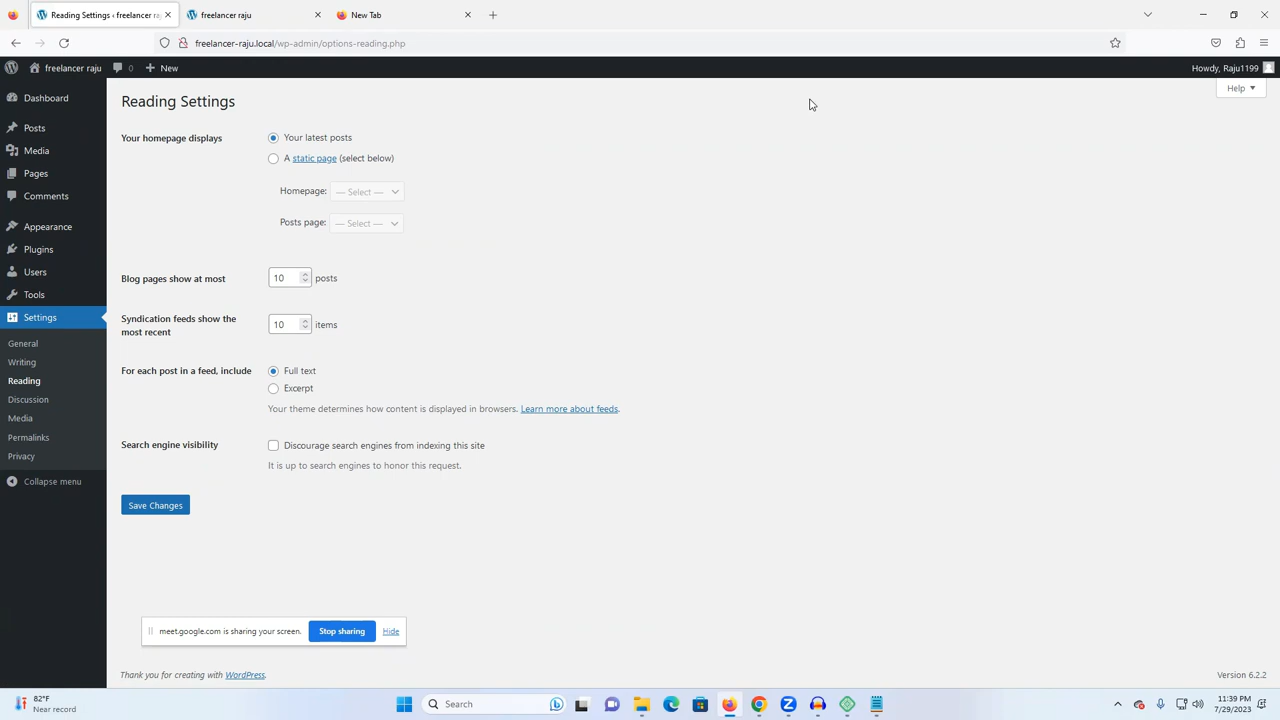 Reading Settings ‹ freelancer ra
freelancer raju
New Tab
freelancer-raju.local/wp-admin/options-reading.php
freelancer raju
0
New
Howdy, Raju1199
Help
Dashboard
Posts
Media
Pages
Comments
Appearance
Plugins
Users
Tools
Settings
General
Writing
Reading
Discussion
Media
Permalinks
Privacy
Collapse menu
Reading Settings
Your homepage displays
Your latest posts
A static page (select below)
Homepage: — Select —
Posts page: — Select —
Blog pages show at most
10 posts
Syndication feeds show the
most recent
10 items
For each post in a feed, include
Full text
Excerpt
Your theme determines how content is displayed in browsers. Learn more about feeds.
Search engine visibility
Discourage search engines from indexing this site
It is up to search engines to honor this request.
Save Changes
meet.google.com is sharing your screen.
Stop sharing
Hide
Thank you for creating with WordPress.
Version 6.2.2
82°F
Near record
Search
11:39 PM
7/29/2023